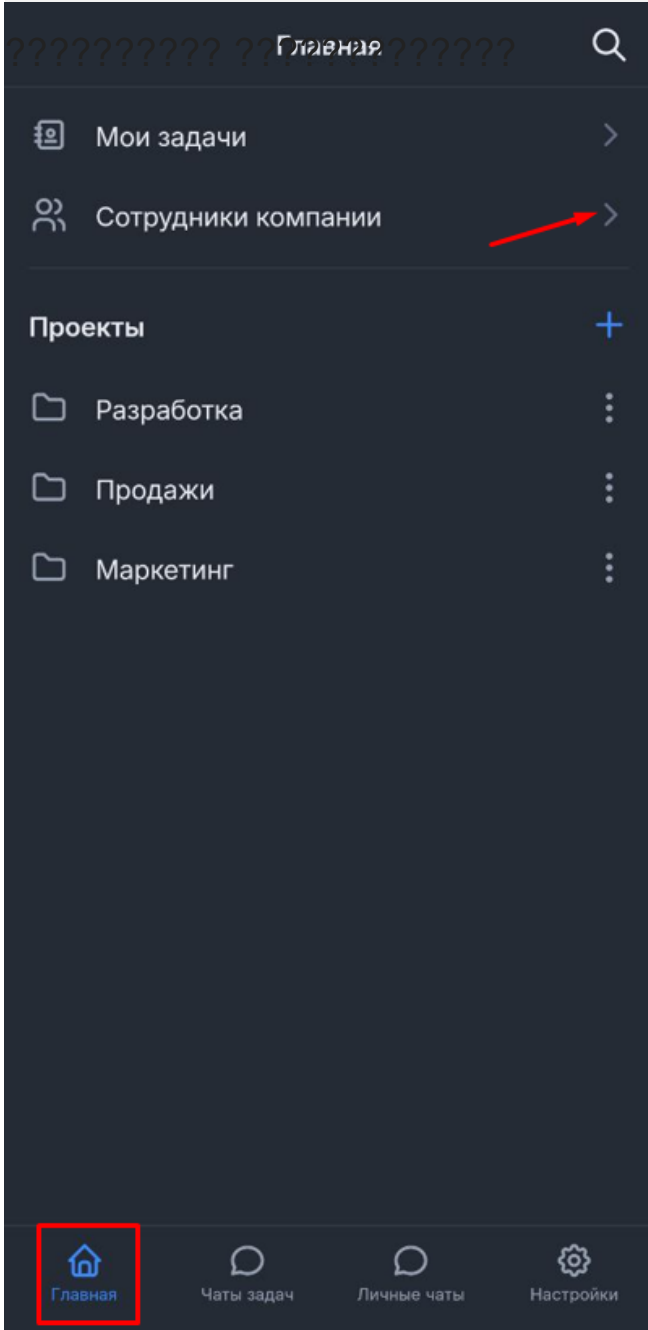 ?????????? ?????????????
Главная
Мои задачи
Сотрудники компании
Проекты
Разработка
Продажи
Маркетинг
Главная
Чаты задач
Личные чаты
Настройки